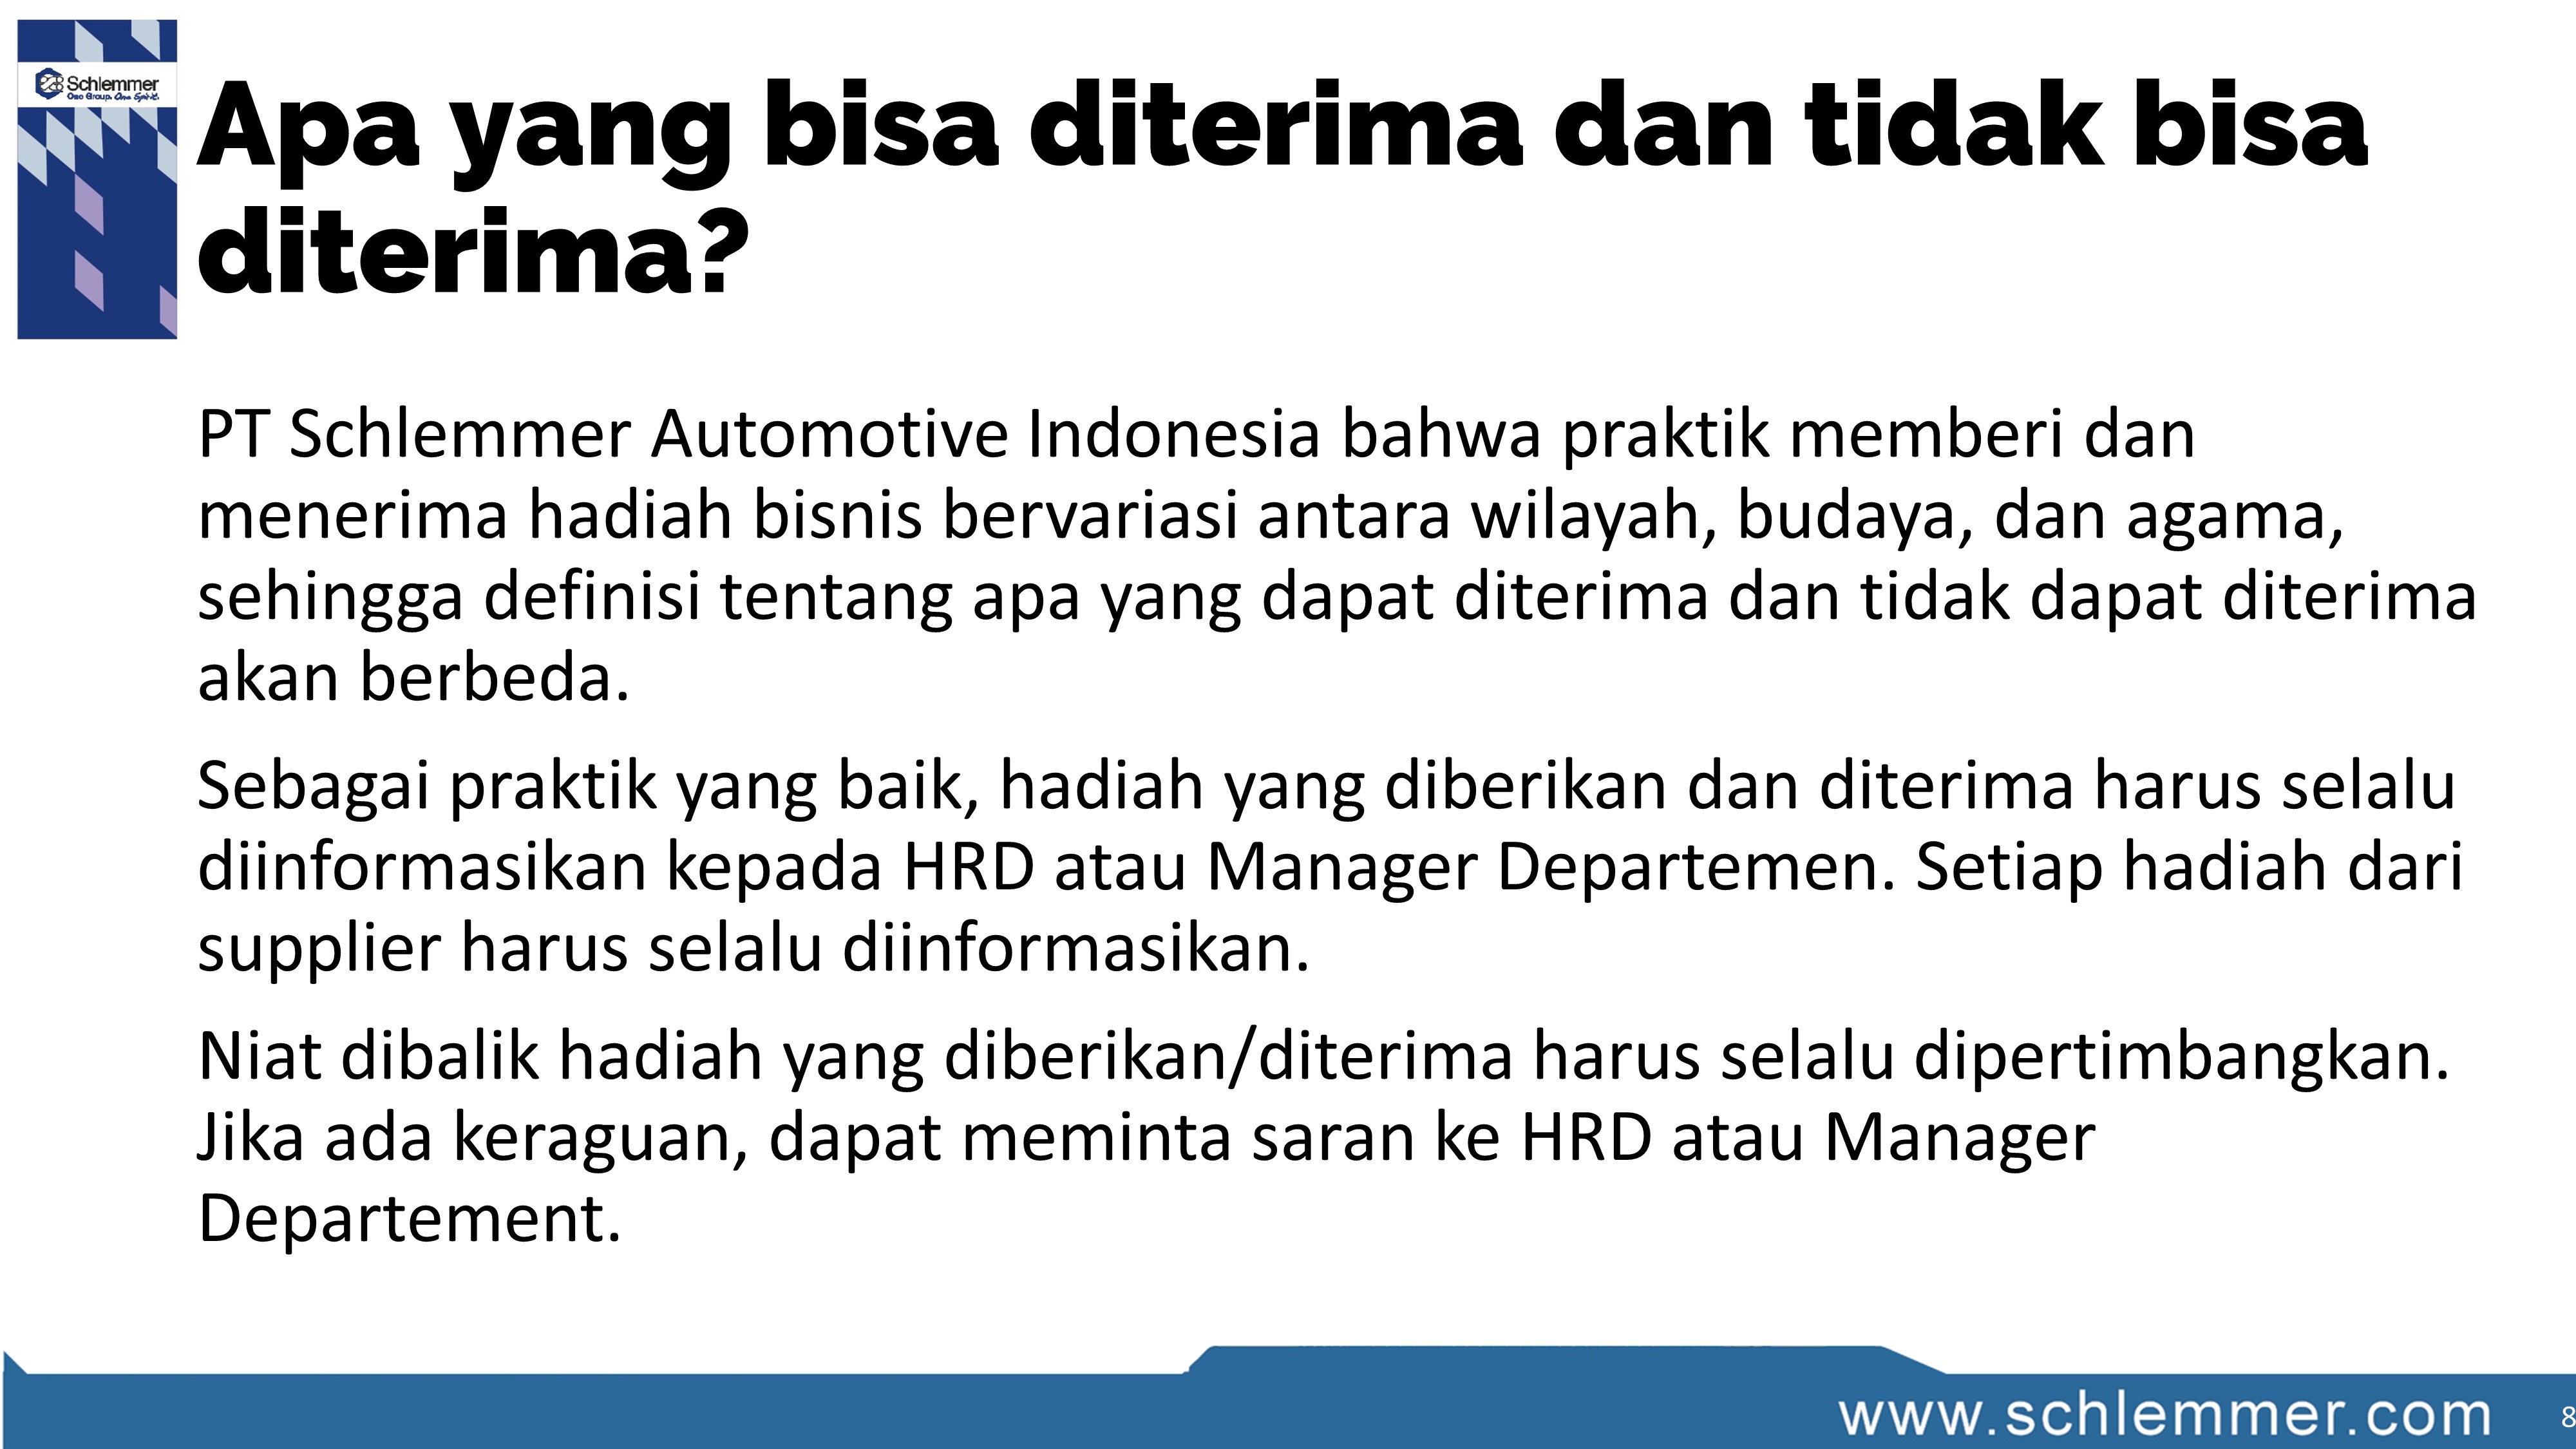 Schlemmer
One Group. One Spirit.
Apa yang bisa diterima dan tidak bisa
diterima?
PT Schlemmer Automotive Indonesia bahwa praktik memberi dan
menerima hadiah bisnis bervariasi antara wilayah, budaya, dan agama,
sehingga definisi tentang apa yang dapat diterima dan tidak dapat diterima
akan berbeda.
Sebagai praktik yang baik, hadiah yang diberikan dan diterima harus selalu
diinformasikan kepada HRD atau Manager Departemen. Setiap hadiah dari
supplier harus selalu diinformasikan.
Niat dibalik hadiah yang diberikan/diterima harus selalu dipertimbangkan.
Jika ada keraguan, dapat meminta saran ke HRD atau Manager
Departement.
www.schlemmer.com
8